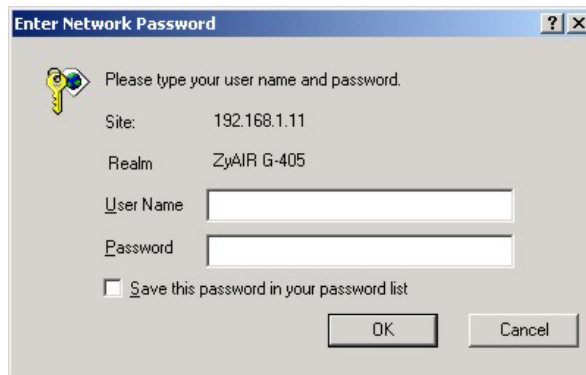 Enter Network Password
Please type your user name and password.
Site: 192.168.1.11
Realm ZyAIR G-405
User Name
Password
Save this password in your password list
OK Cancel